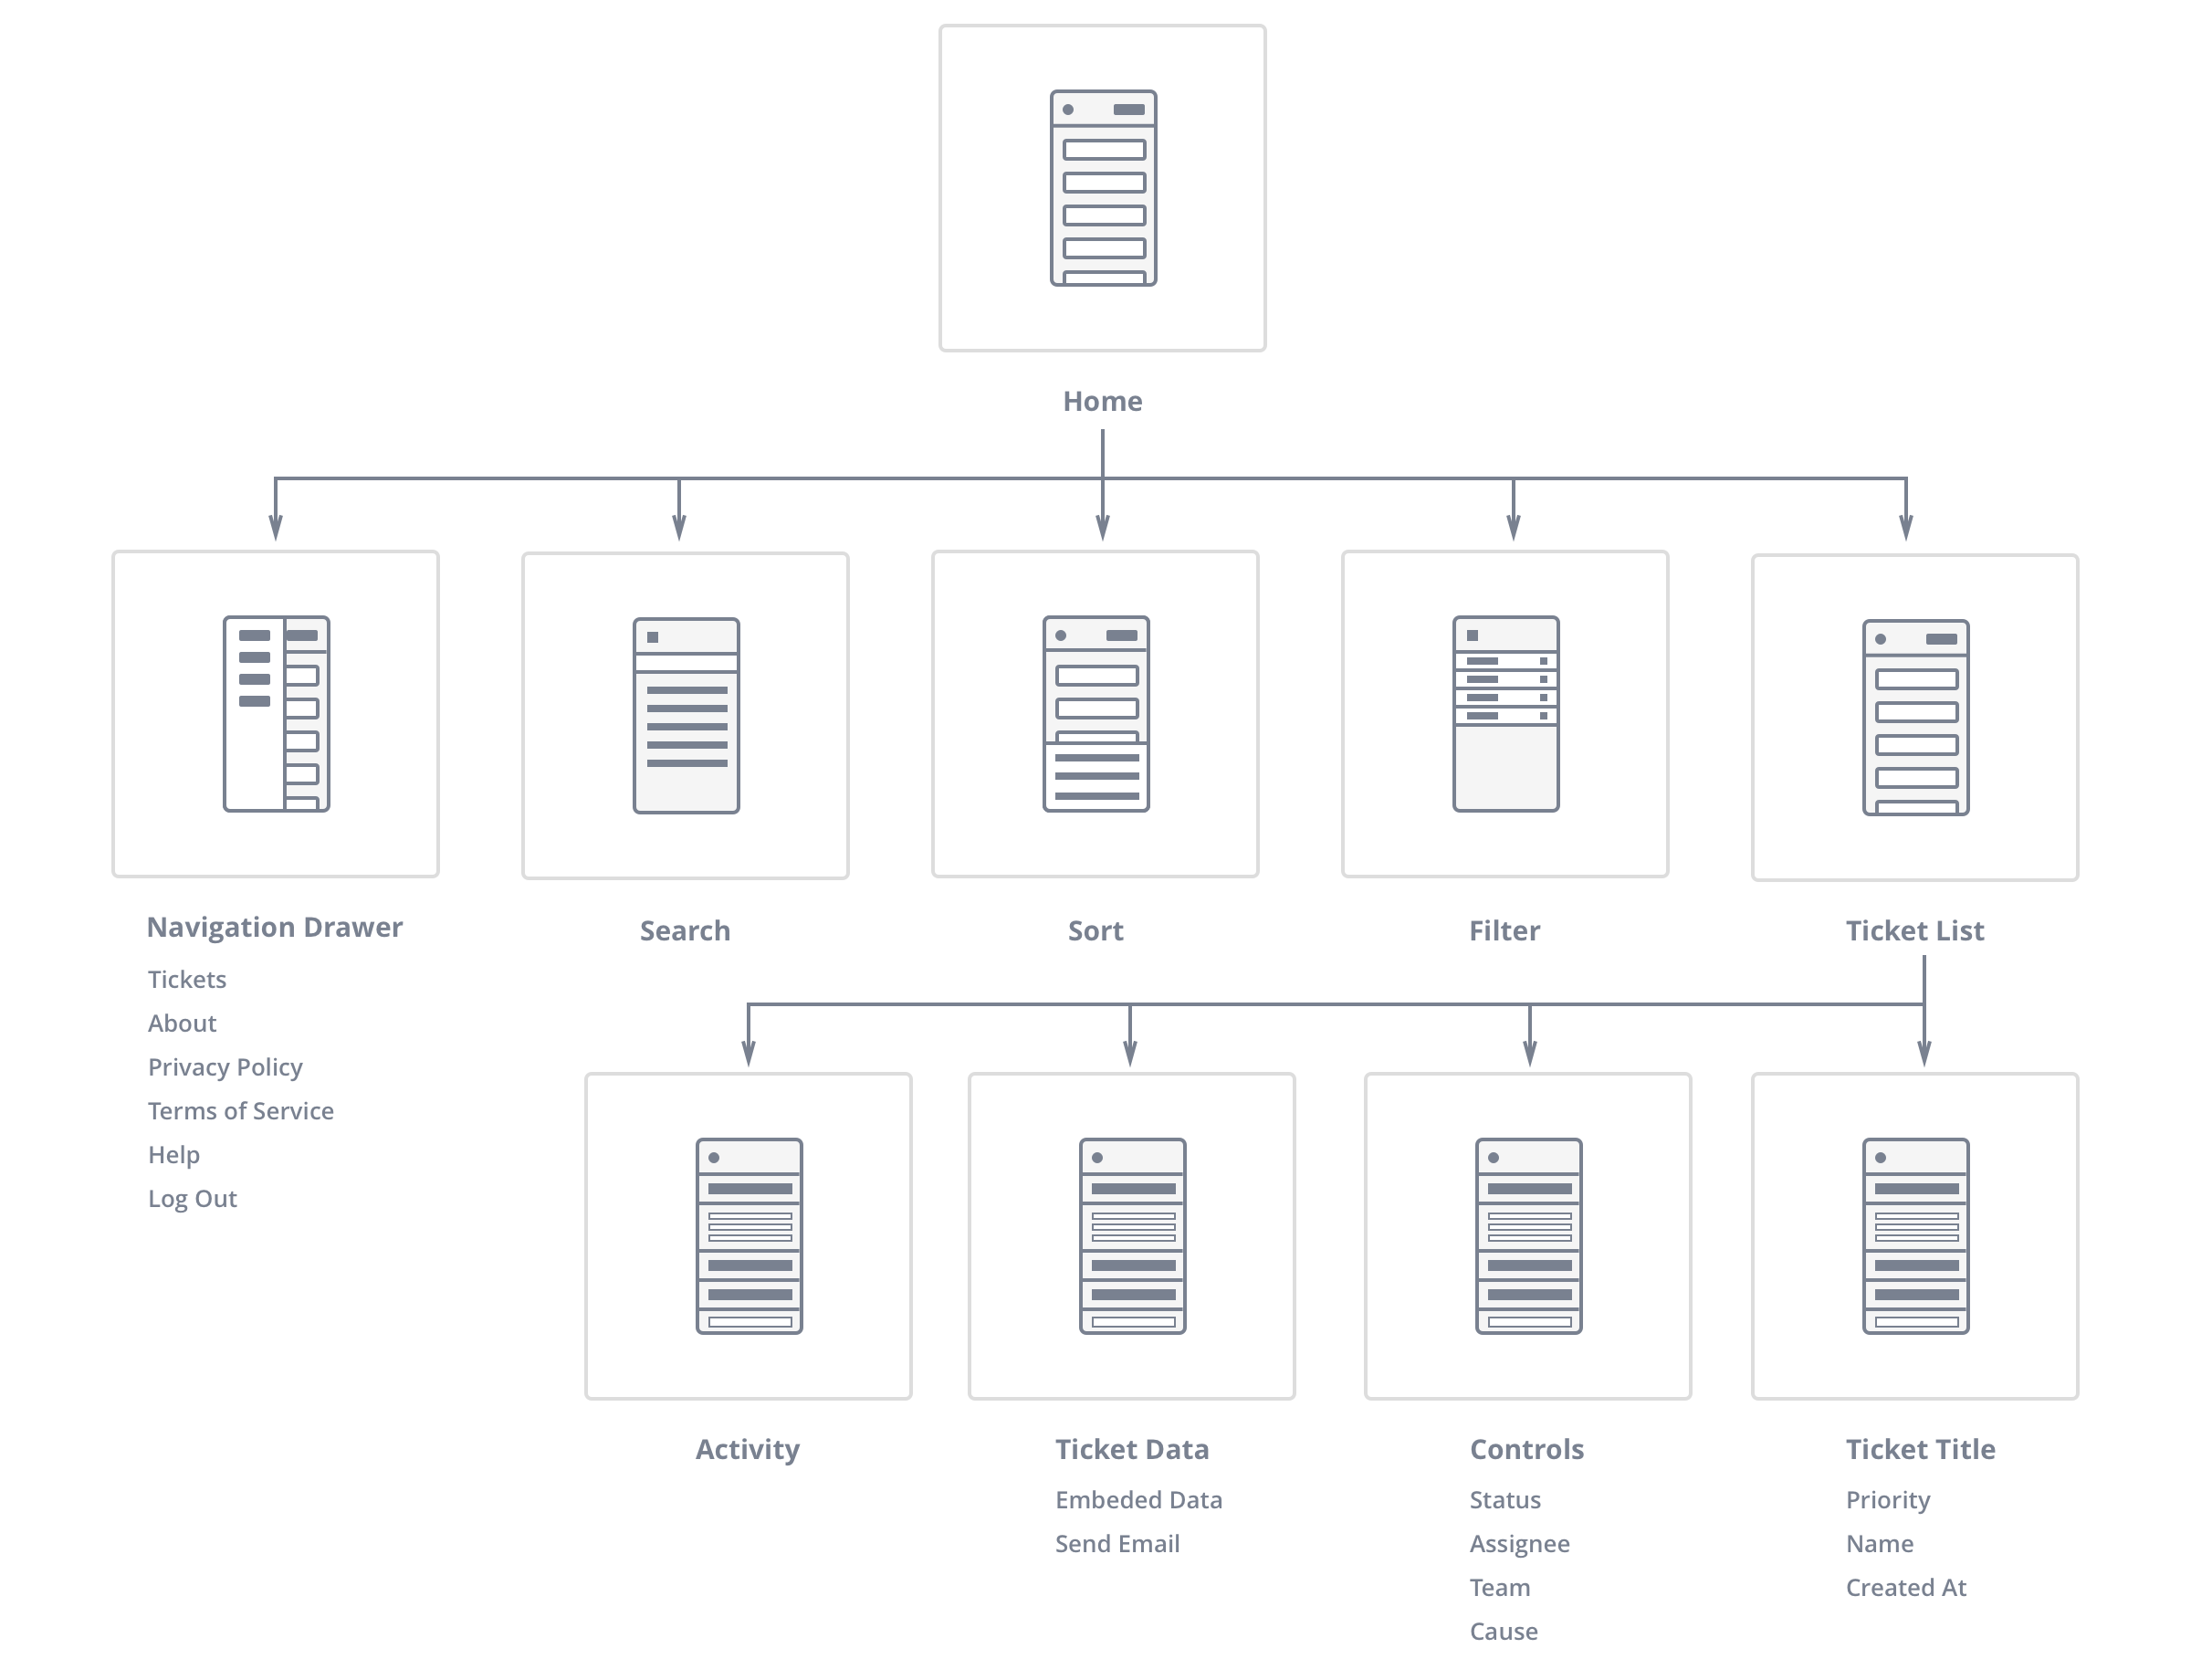 Home
Navigation Drawer
Tickets
About
Privacy Policy
Terms of Service
Help
Log Out
Search
Sort
Filter
Ticket List
Activity
Ticket Data
Embeded Data
Send Email
Controls
Status
Assignee
Team
Cause
Ticket Title
Priority
Name
Created At